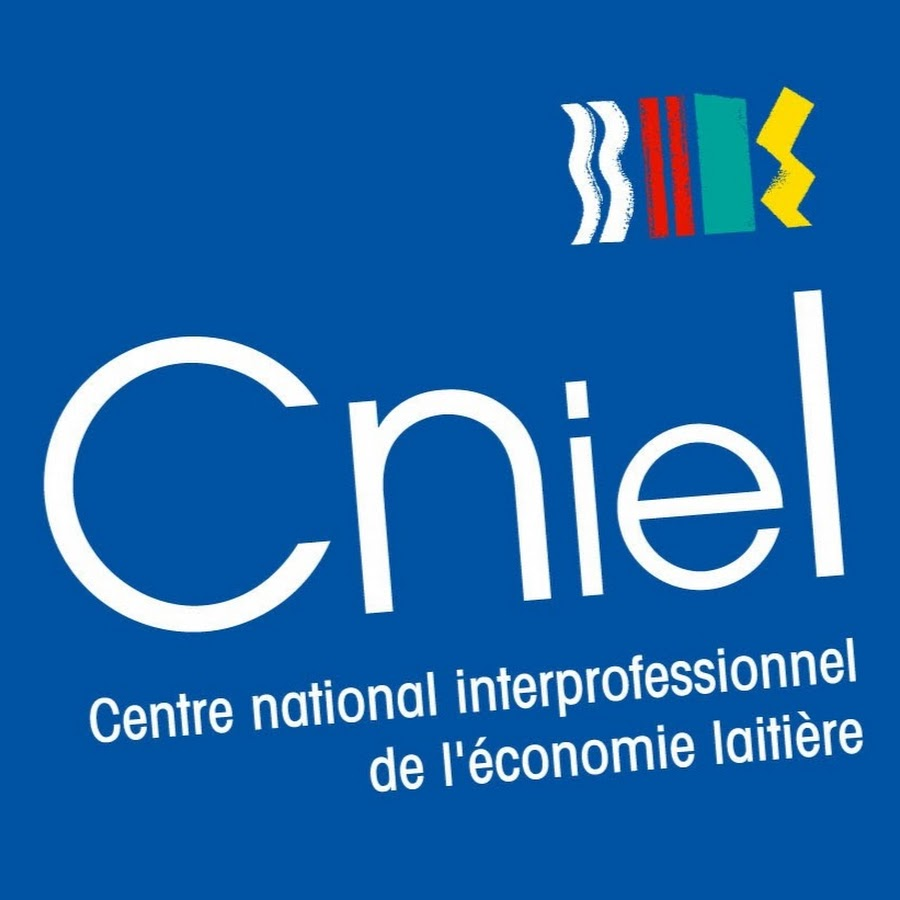 Cniel
Centre national interprofessionnel
de l'économie laitière